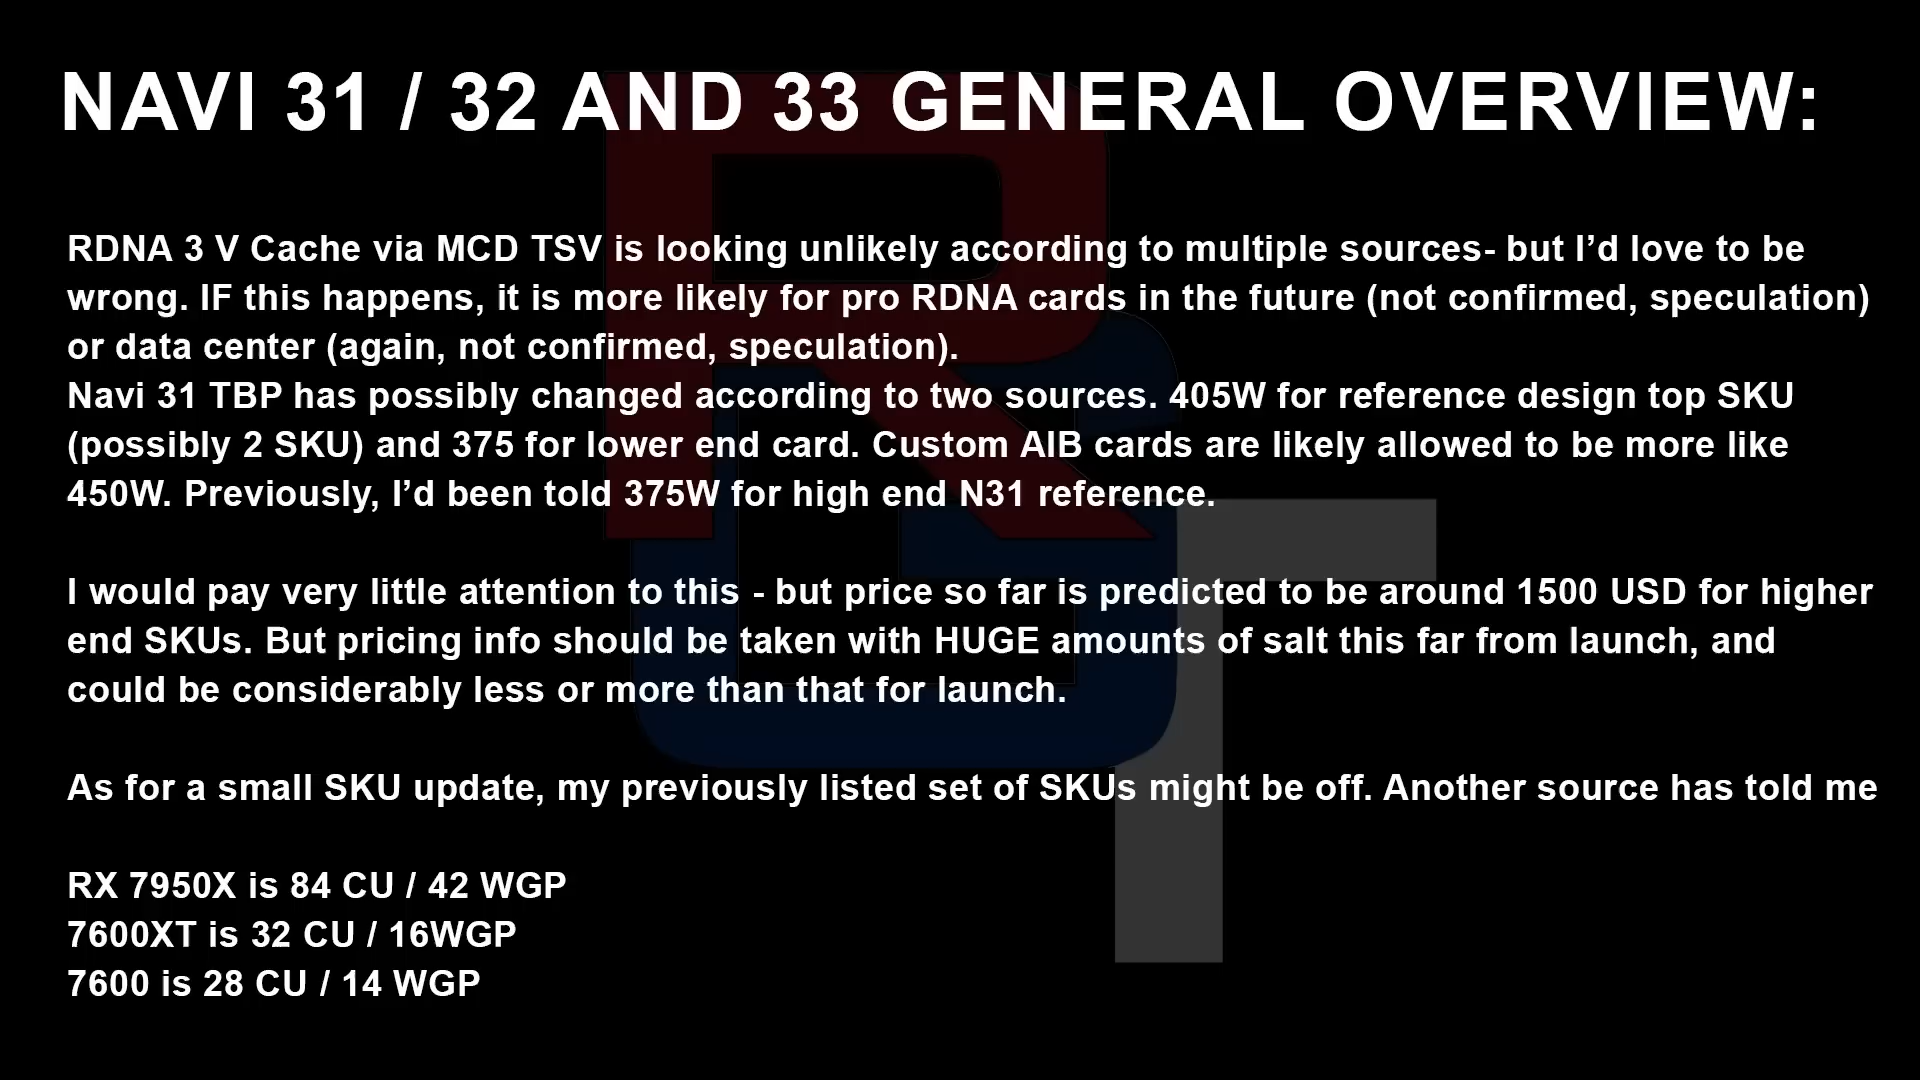 NAVI 31 / 32 AND 33 GENERAL OVERVIEW:
RDNA 3 V Cache via MCD TSV is looking unlikely according to multiple sources- but I’d love to be
wrong. IF this happens, it is more likely for pro RDNA cards in the future (not confirmed, speculation)
or data center (again, not confirmed, speculation).
Navi 31 TBP has possibly changed according to two sources. 405W for reference design top SKU
(possibly 2 SKU) and 375 for lower end card. Custom AIB cards are likely allowed to be more like
450W. Previously, I’d been told 375W for high end N31 reference.
I would pay very little attention to this - but price so far is predicted to be around 1500 USD for higher
end SKUs. But pricing info should be taken with HUGE amounts of salt this far from launch, and
could be considerably less or more than that for launch.
As for a small SKU update, my previously listed set of SKUs might be off. Another source has told me
RX 7950X is 84 CU / 42 WGP
7600XT is 32 CU / 16WGP
7600 is 28 CU / 14 WGP
RGT